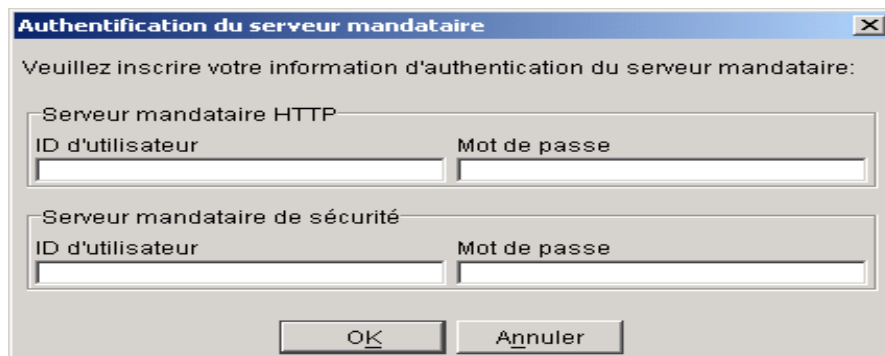 Authentification du serveur mandataire
Veuillez inscrire votre information d'authentication du serveur mandataire:
Serveur mandataire HTTP
ID d'utilisateur Mot de passe
Serveur mandataire de sécurité
ID d'utilisateur Mot de passe
OK Annuler